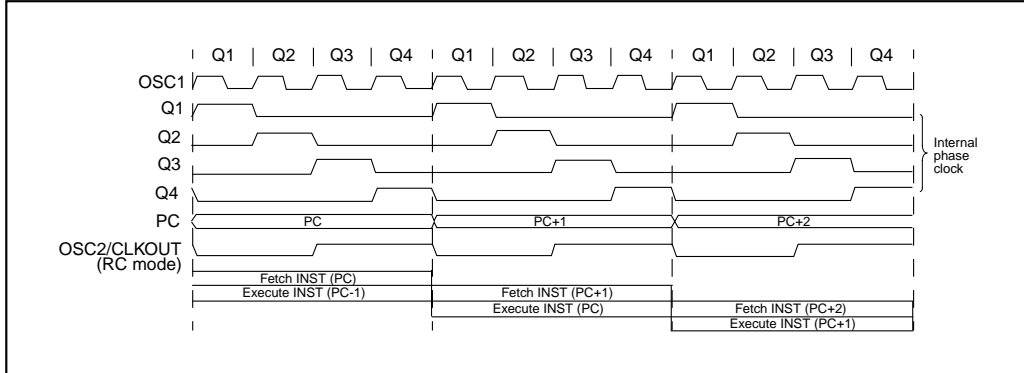 Q1 Q2 Q3 Q4 Q1 Q2 Q3 Q4 Q1 Q2 Q3 Q4
OSC1
Q1
Q2
Q3
Q4
PC
PC PC+1 PC+2
OSC2/CLKOUT
(RC mode)
Internal
phase
clock
Fetch INST (PC)
Execute INST (PC-1) Fetch INST (PC+1)
Execute INST (PC) Fetch INST (PC+2)
Execute INST (PC+1)